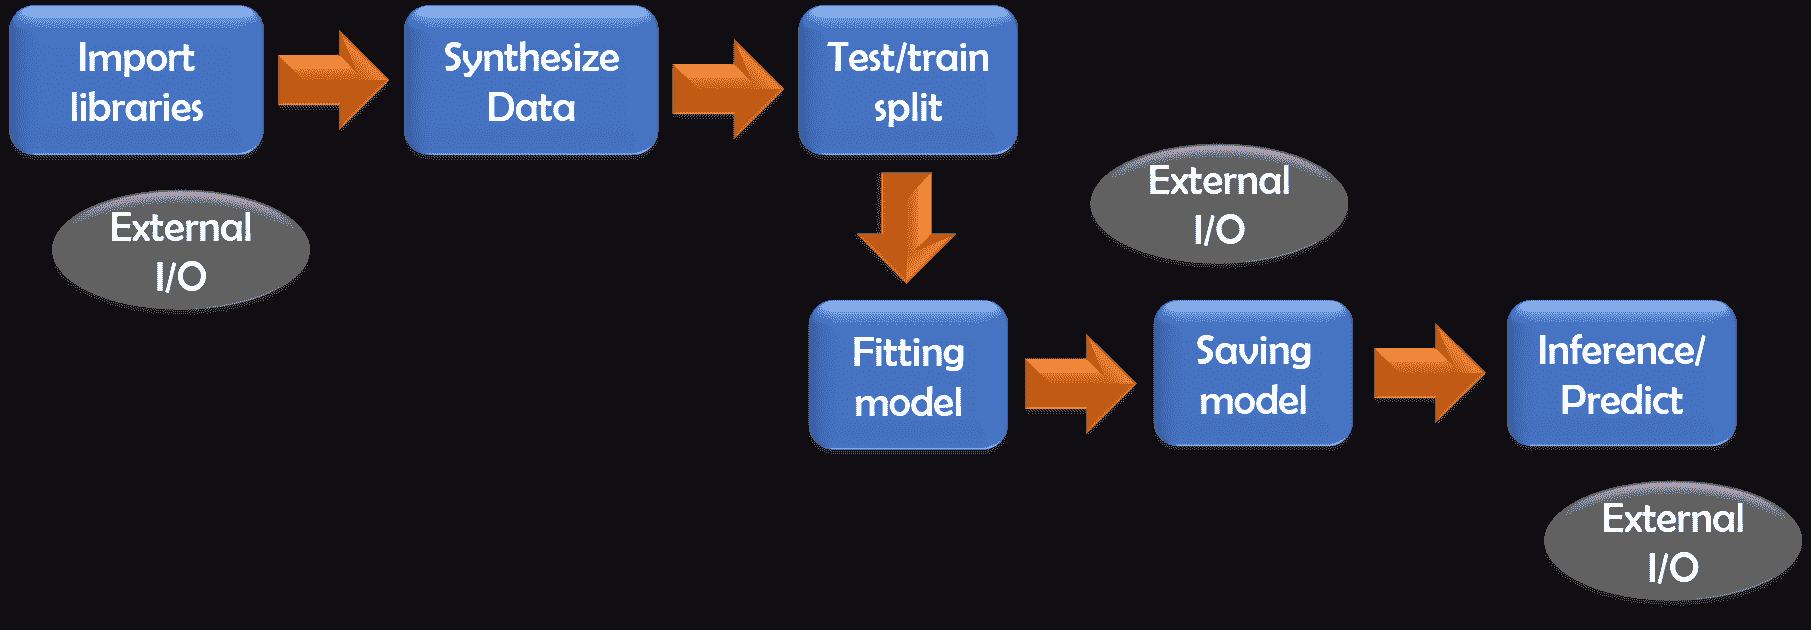 Import
libraries
Synthesize
Data
Test/train
split
External
I/O
External
I/O
Fitting
model
Saving
model
Inference/
Predict
External
I/O